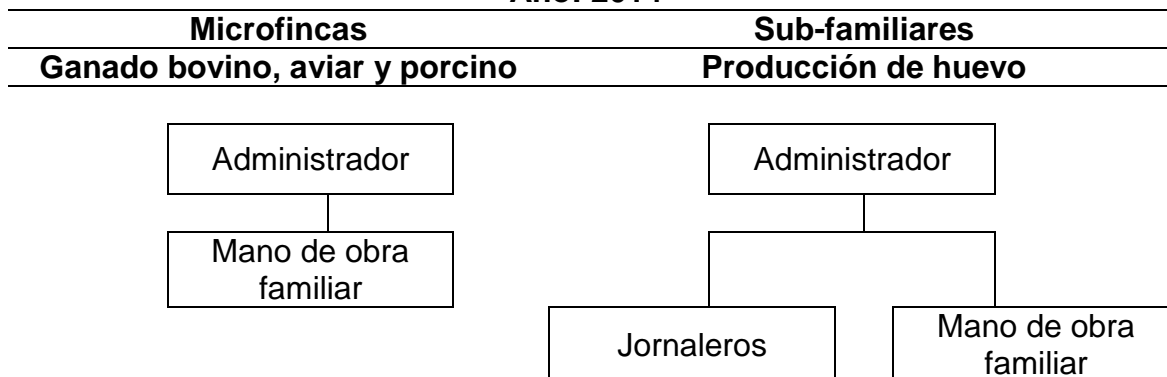 Microfincas Sub-familiares
Ganado bovino, aviar y porcino Producción de huevo
Administrador Administrador
Mano de obra
familiar
Jornaleros
Mano de obra
familiar